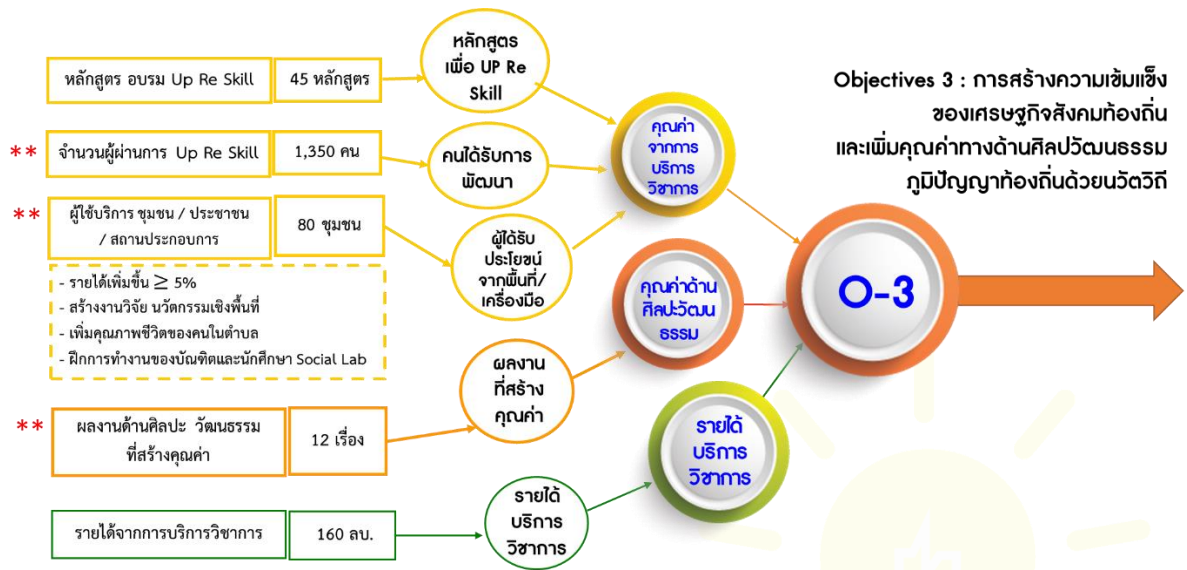 หลักสูตร อบรม Up Re Skill
45 หลักสูตร
** จำนวนผู้ผ่านการ Up Re Skill
1,350 คน
** ผู้ใช้บริการ ชุมชน / ประชาชน
/ สถานประกอบการ
80 ชุมชน
- รายได้เพิ่มขึ้น ≥ 5%
- สร้างงานวิจัย นวัตกรรมเชิงพื้นที่
- เพิ่มคุณภาพชีวิตของคนในตำบล
- ฝึกการทำงานของบัณฑิตและนักศึกษา Social Lab
** ผลงานด้านศิลปะ วัฒนธรรม
ที่สร้างคุณค่า
12 เรื่อง
รายได้จากการบริการวิชาการ
160 ลบ.
หลักสูตร
เพื่อ UP Re
Skill
คนได้รับการ
พัฒนา
ผู้ได้รับ
ประโยชน์
จากพื้นที่/
เครื่องมือ
ผลงาน
ที่สร้าง
คุณค่า
รายได้
บริการ
วิชาการ
คุณค่า
จากการ
บริการ
วิชาการ
คุณค่าด้าน
ศิลปะวัฒน
ธรรม
รายได้
บริการ
วิชาการ
O-3
Objectives 3 : การสร้างความเข้มแข็ง
ของเศรษฐกิจสังคมท้องถิ่น
และเพิ่มคุณค่าทางด้านศิลปวัฒนธรรม
ภูมิปัญญาท้องถิ่นด้วยนวัตวิถี